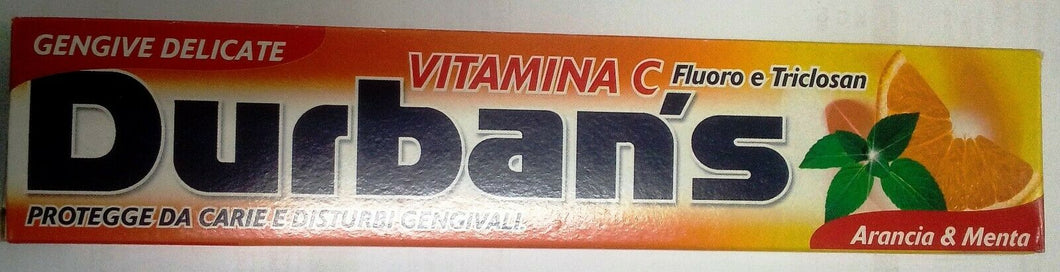 GENGIVE DELICATE
VITAMINA C Fluoro e Triclosan
Durban's
PROTEGGE DA CARIE E DISTURBI GENGIVALI
Arancia & Menta